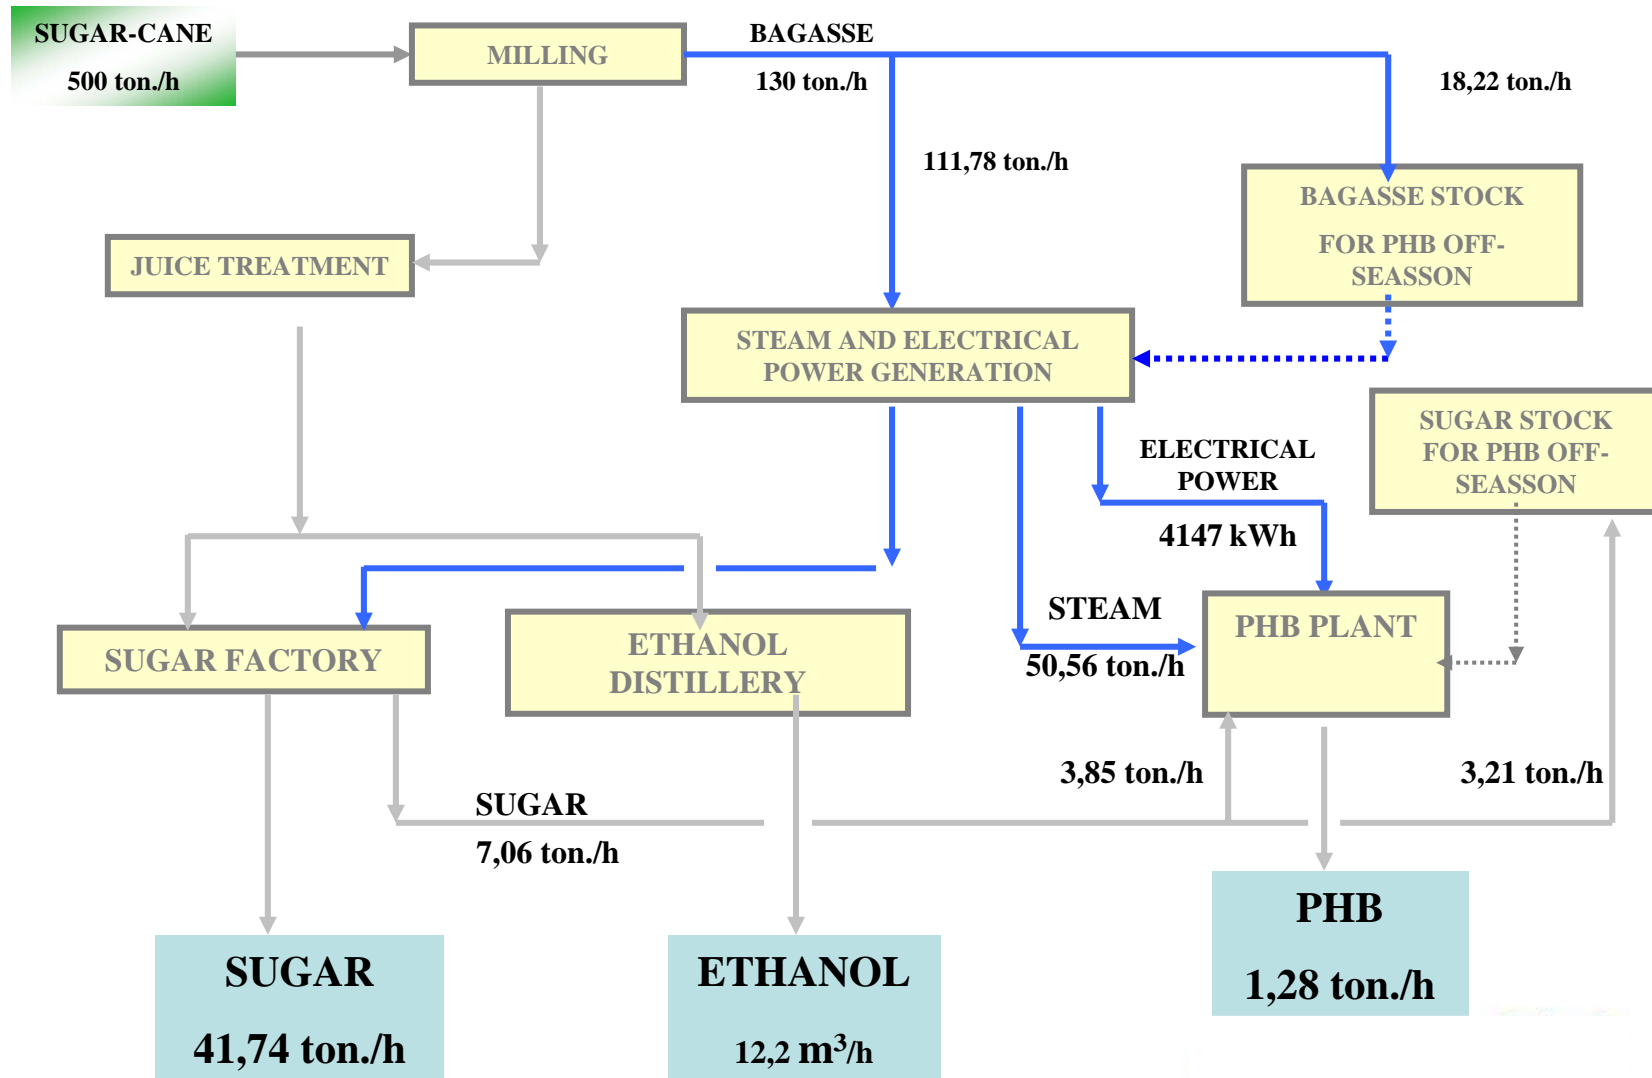 SUGAR-CANE
500 ton./h
MILLING
BAGASSE
130 ton./h
18,22 ton./h
111,78 ton./h
BAGASSE STOCK
FOR PHB OFF-
SEASSON
JUICE TREATMENT
STEAM AND ELECTRICAL
POWER GENERATION
SUGAR STOCK
FOR PHB OFF-
SEASSON
ELECTRICAL
POWER
4147 kWh
STEAM
50,56 ton./h
PHB PLANT
SUGAR FACTORY
ETHANOL
DISTILLERY
3,85 ton./h
3,21 ton./h
SUGAR
7,06 ton./h
SUGAR
41,74 ton./h
ETHANOL
12,2 m³/h
PHB
1,28 ton./h